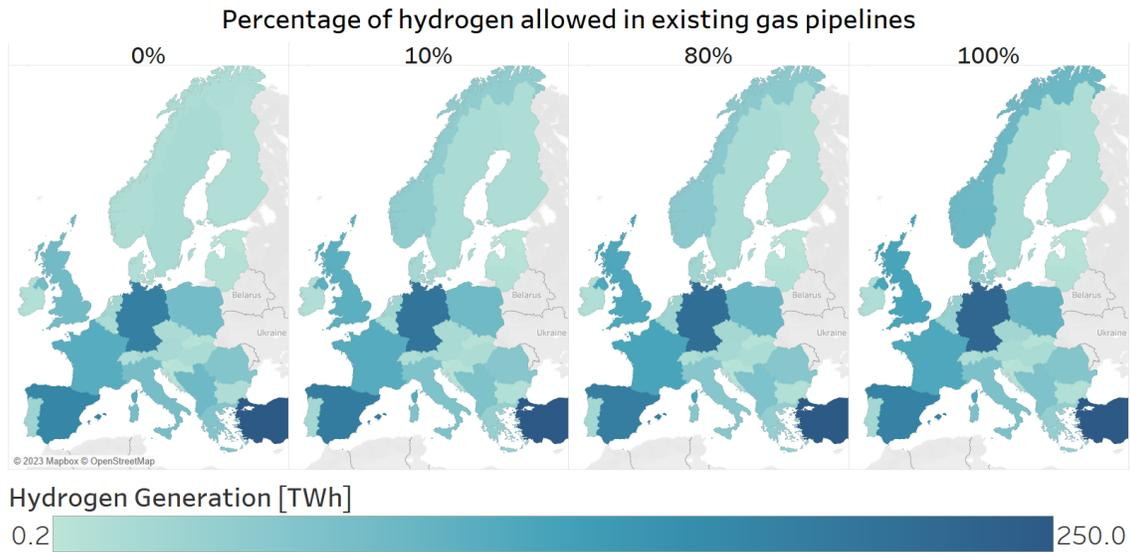 Percentage of hydrogen allowed in existing gas pipelines
0% 10% 80% 100%
Belarus Belarus Belarus Belarus
Ukraine Ukraine Ukraine Ukraine
© 2023 Mapbox © OpenStreetMap
Hydrogen Generation [TWh]
0.2 250.0